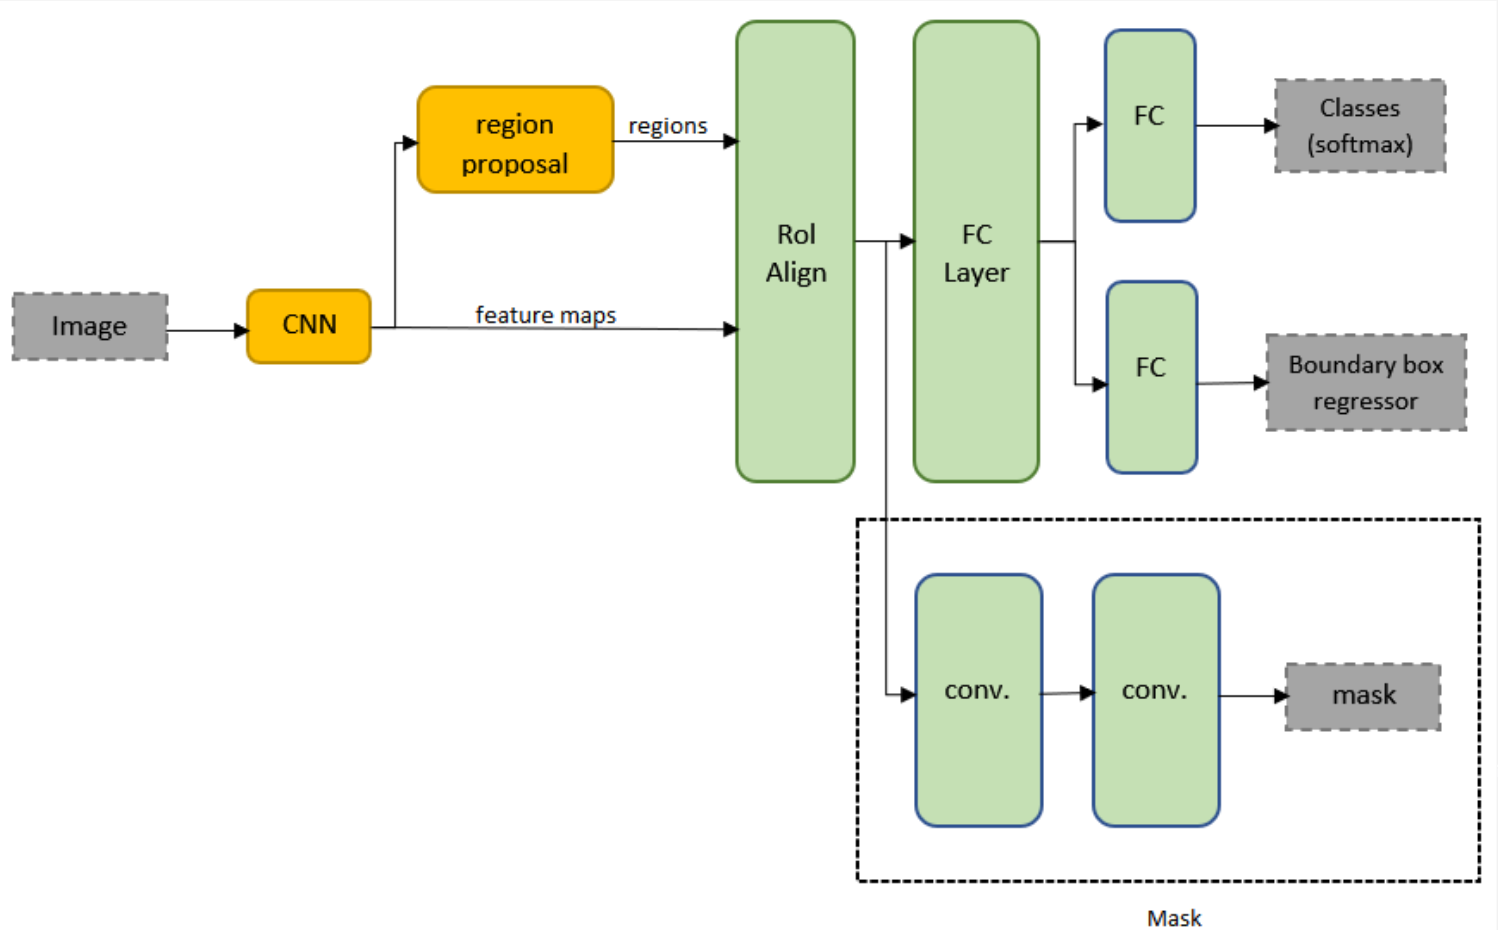 region
proposal
regions
Image
CNN
feature maps
RoI
Align
FC
Layer
FC
Classes
(softmax)
FC
Boundary box
regressor
conv.
conv.
mask
Mask